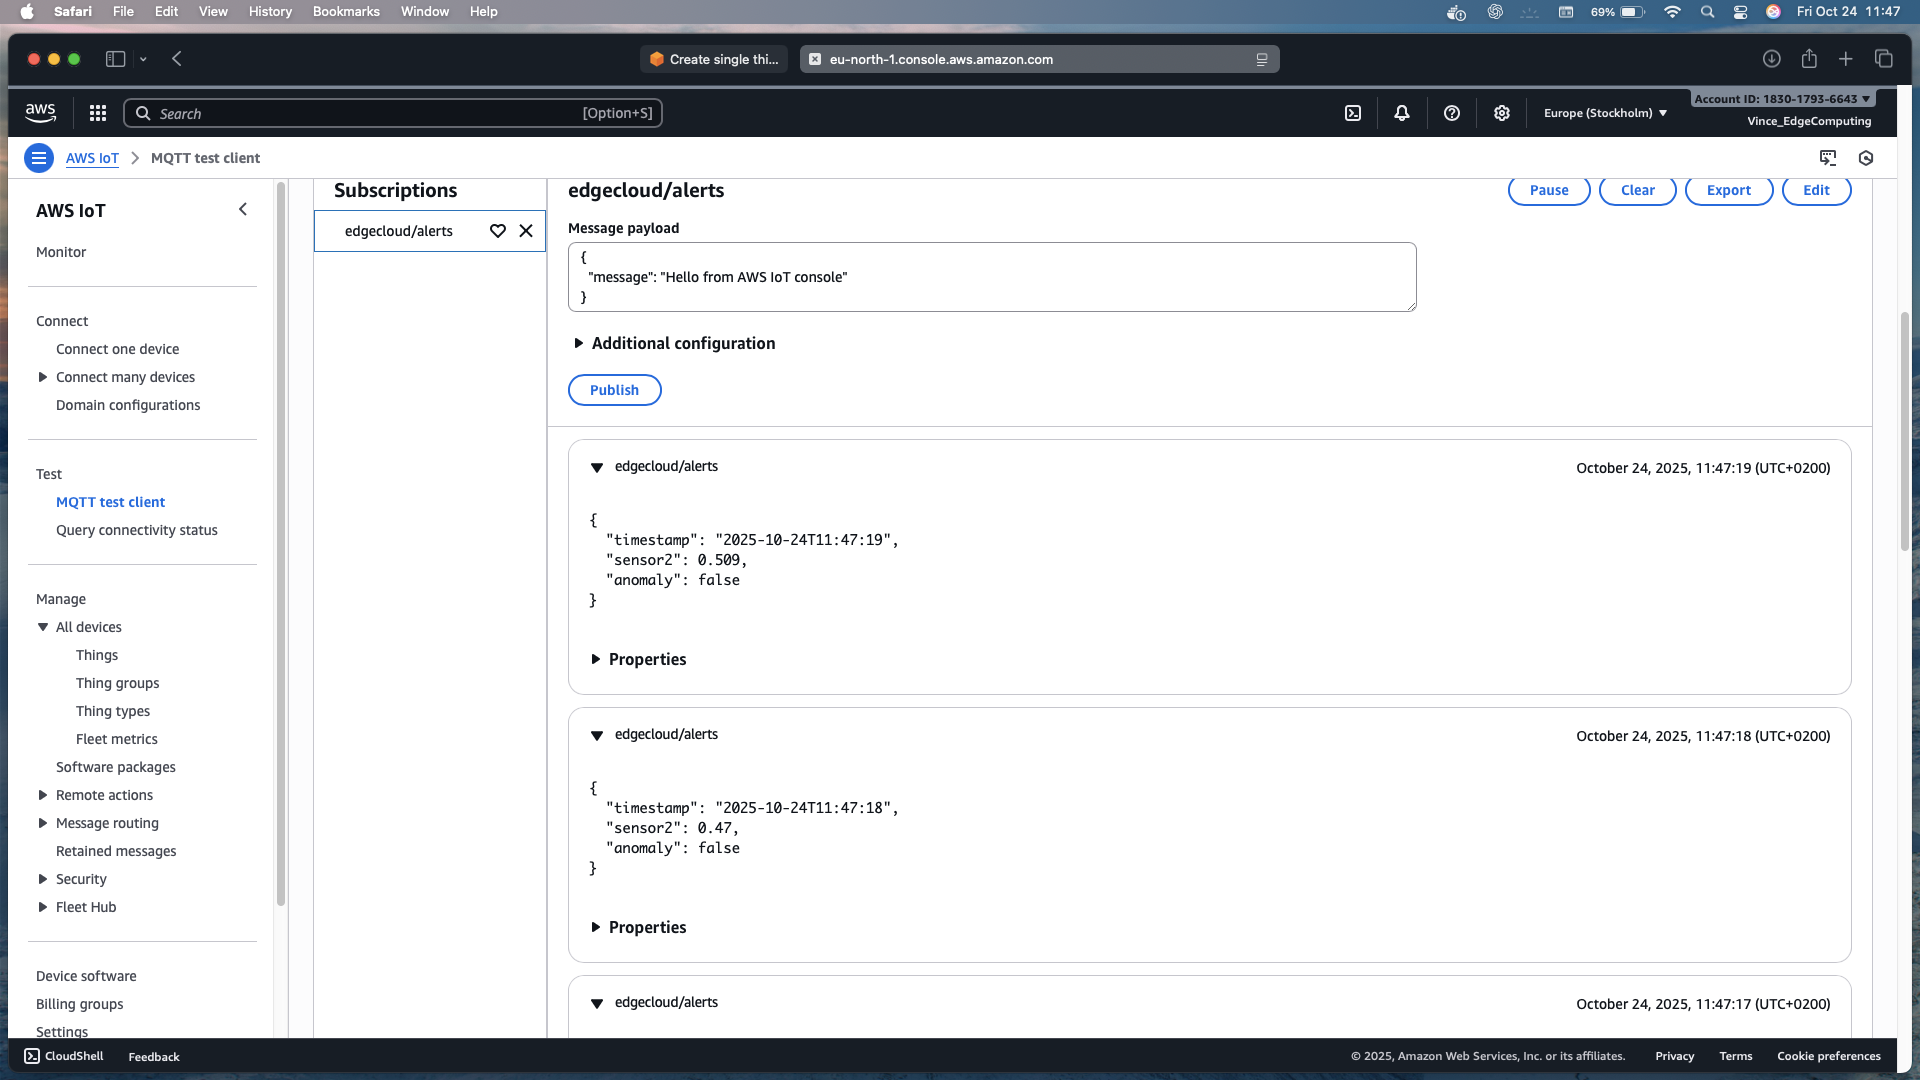 Safari File Edit View History Bookmarks Window Help
69% Fri Oct 24 11:47
Create single thi...
eu-north-1.console.aws.amazon.com
aws
Search [Option+S]
Europe (Stockholm)
Account ID: 1830-1793-6643
Vince_EdgeComputing
AWS IoT
MQTT test client
AWS IoT
Monitor
Connect
Connect one device
Connect many devices
Domain configurations
Test
MQTT test client
Query connectivity status
Manage
All devices
Things
Thing groups
Thing types
Fleet metrics
Software packages
Remote actions
Message routing
Retained messages
Security
Fleet Hub
Device software
Billing groups
Settings
Subscriptions
edgecloud/alerts
edgecloud/alerts
Pause
Clear
Export
Edit
Message payload
{
"message": "Hello from AWS IoT console"
}
Additional configuration
Publish
edgecloud/alerts
October 24, 2025, 11:47:19 (UTC+0200)
{
"timestamp": "2025-10-24T11:47:19",
"sensor2": 0.509,
"anomaly": false
}
Properties
edgecloud/alerts
October 24, 2025, 11:47:18 (UTC+0200)
{
"timestamp": "2025-10-24T11:47:18",
"sensor2": 0.47,
"anomaly": false
}
Properties
edgecloud/alerts
October 24, 2025, 11:47:17 (UTC+0200)
CloudShell
Feedback
© 2025, Amazon Web Services, Inc. or its affiliates.
Privacy
Terms
Cookie preferences